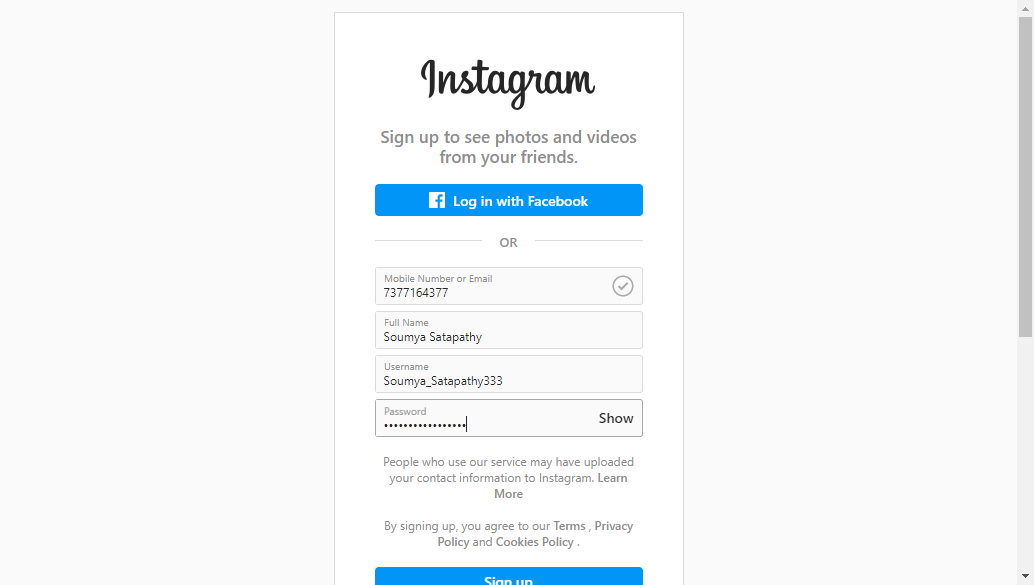 Instagram
Sign up to see photos and videos
from your friends.
Log in with Facebook
OR
Mobile Number or Email
7377164377
Full Name
Soumya Satapathy
Username
Soumya_Satapathy333
Password
•••••••••••••••••
Show
People who use our service may have uploaded
your contact information to Instagram. Learn
More
By signing up, you agree to our Terms , Privacy
Policy and Cookies Policy .
Sign up